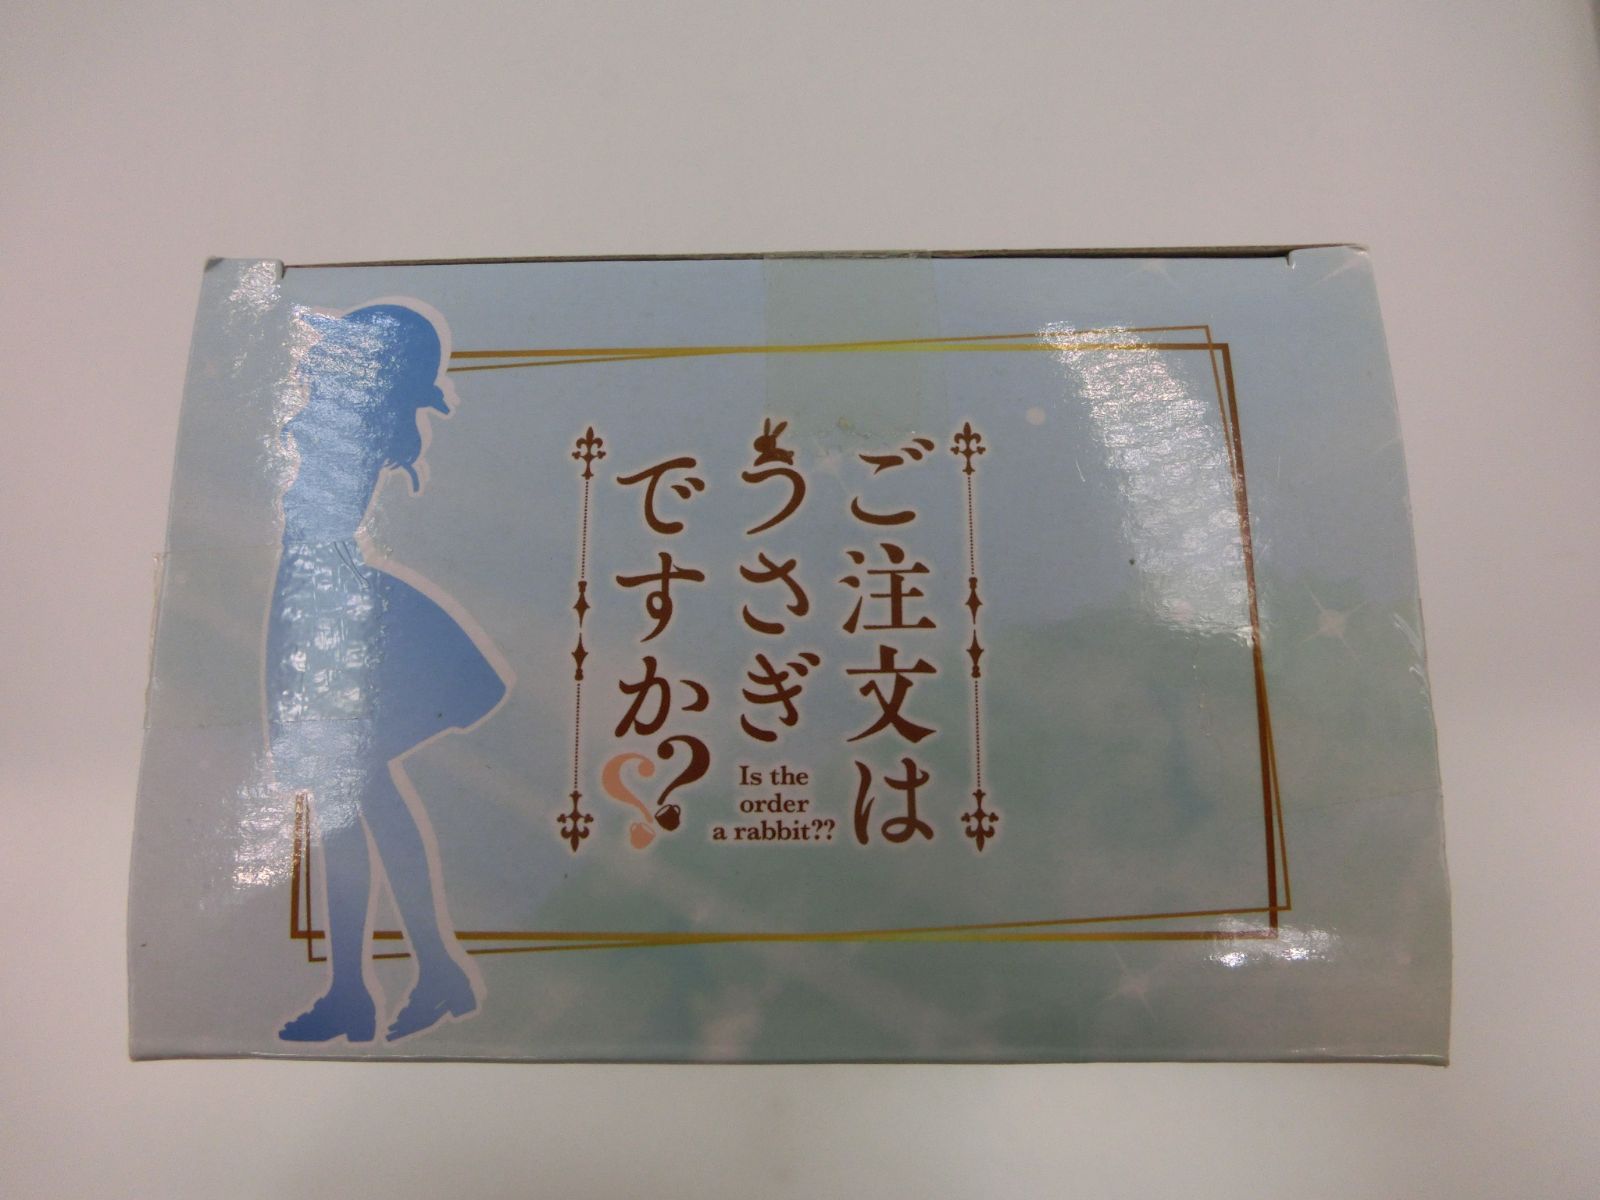 ご注文は
うさぎ
ですか??
Is the
order
a rabbit??